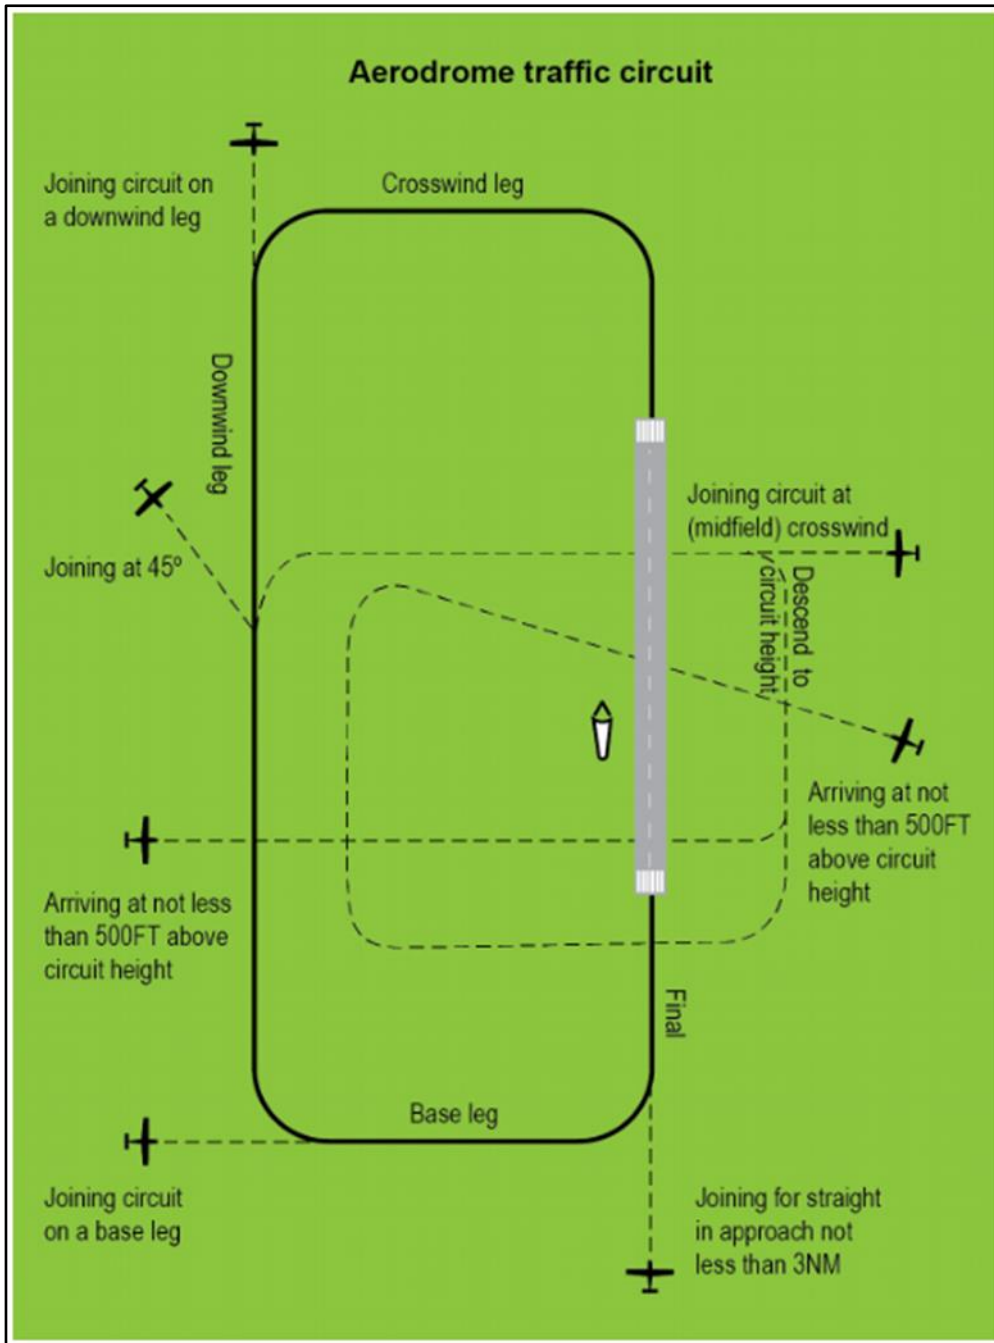 Aerodrome traffic circuit
Joining circuit on
a downwind leg
Crosswind leg
Downwind leg
Joining circuit at
(midfield) crosswind
Joining at 45º
Descend to
circuit height
Arriving at not
less than 500FT
above circuit
height
Arriving at not less
than 500FT above
circuit height
Final
Base leg
Joining circuit
on a base leg
Joining for straight
in approach not
less than 3NM